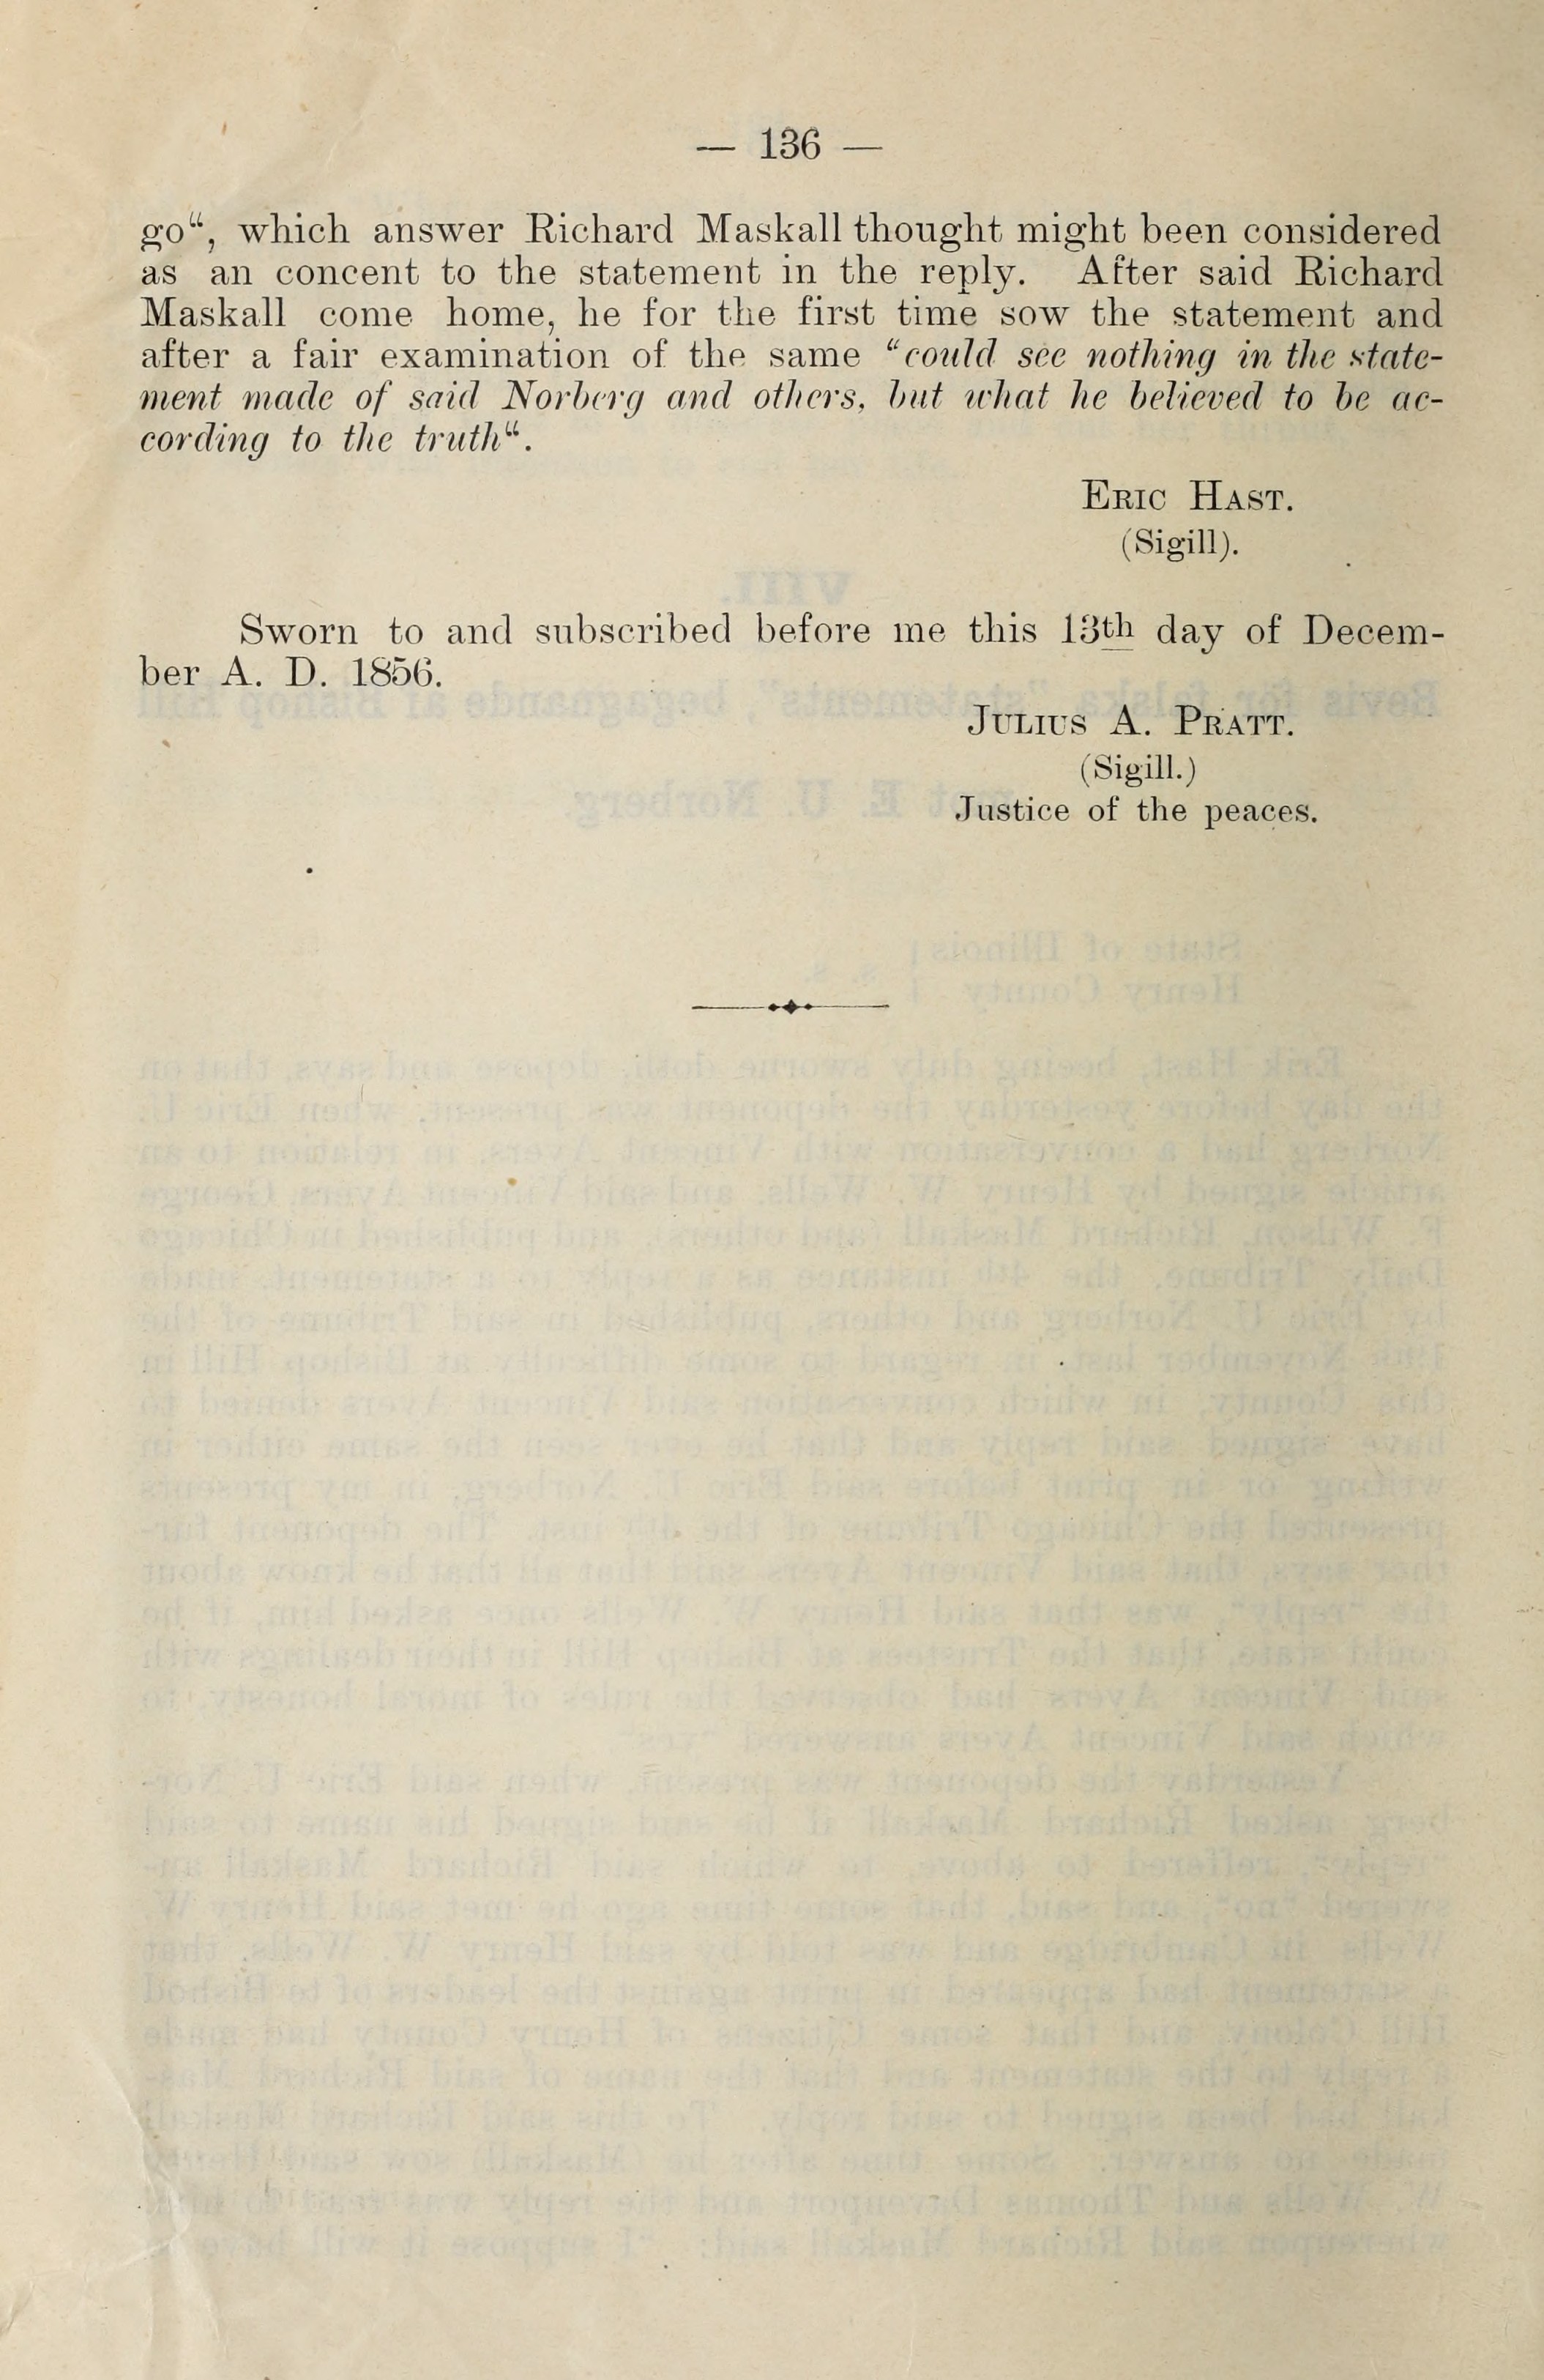 — 136 —
go“, which answer Richard Maskall thought might been considered
as an concent to the statement in the reply. After said Richard
Maskall come home, he for the first time sow the statement and
after a fair examination of the same “could see nothing in the state-
ment made of said Norberg and others, but what he believed to be ac-
cording to the truth“.
ERIC HAST.
(Sigill).
Sworn to and subscribed before me this 13th day of Decem-
ber A. D. 1856.
JULIUS A. PRATT.
(Sigill.)
Justice of the peaces.